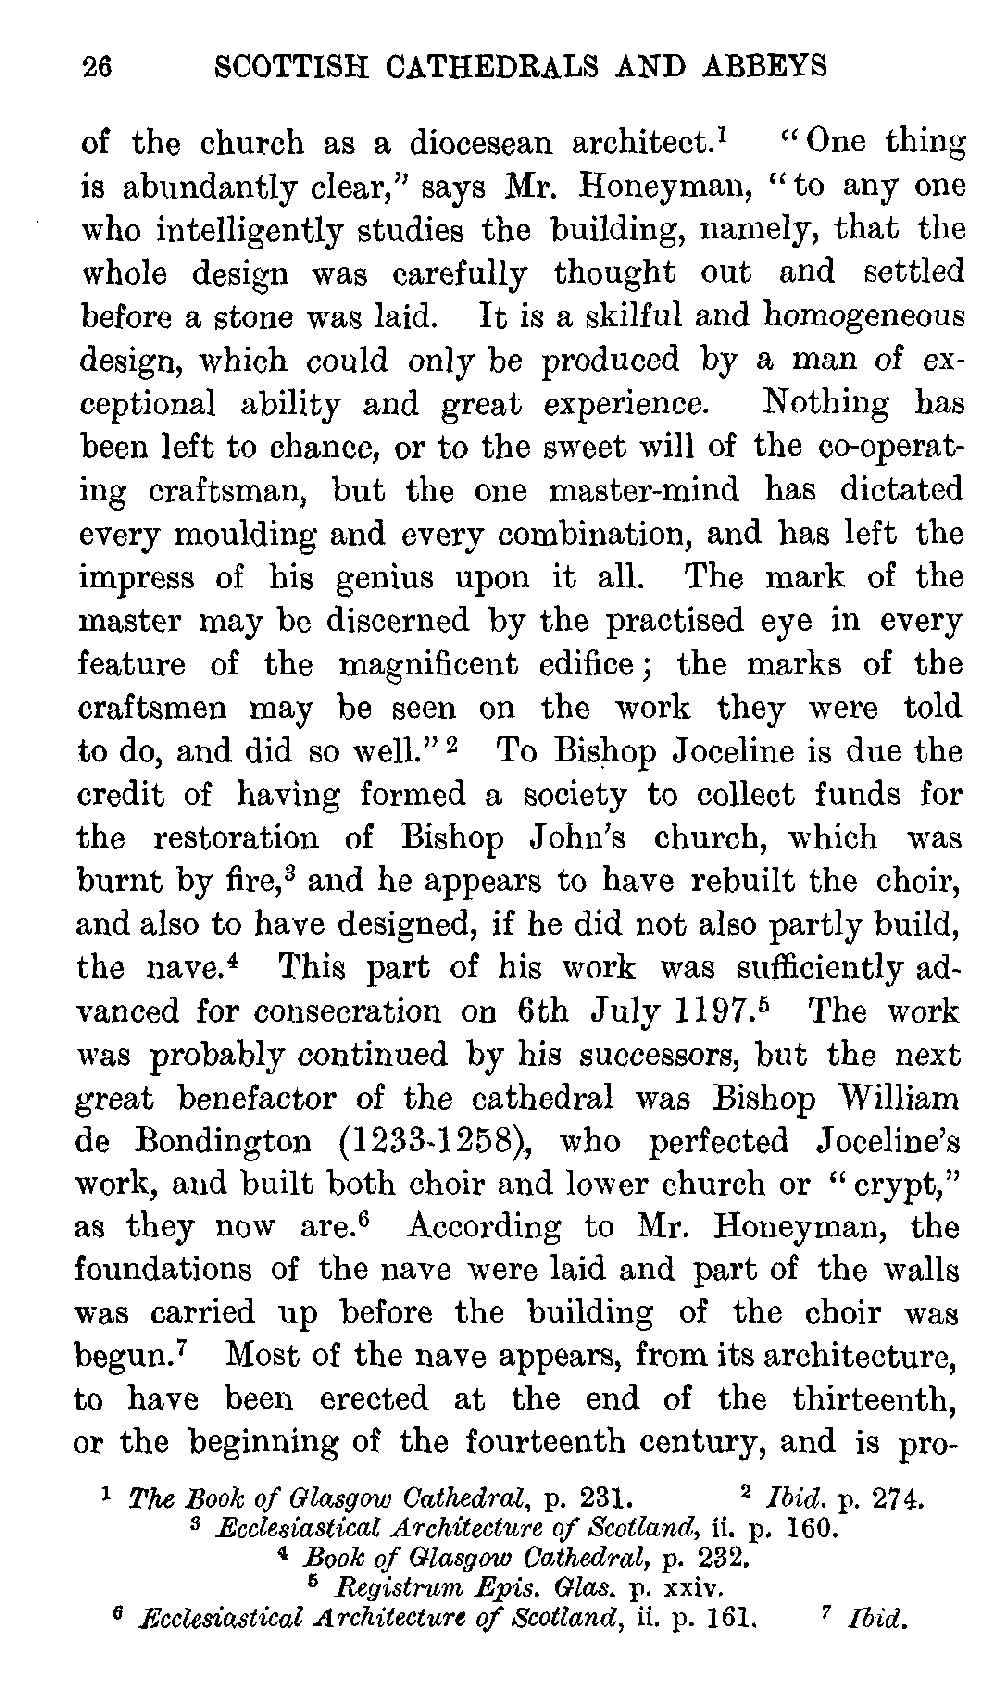 26 SCOTTISH CATHEDRALS AND ABBEYS
of the church as a diocesean architect.¹ “One thing
is abundantly clear,” says Mr. Honeyman, “to any one
who intelligently studies the building, namely, that the
whole design was carefully thought out and settled
before a stone was laid. It is a skilful and homogeneous
design, which could only be produced by a man of ex-
ceptional ability and great experience. Nothing has
been left to chance, or to the sweet will of the co-operat-
ing craftsman, but the one master-mind has dictated
every moulding and every combination, and has left the
impress of his genius upon it all. The mark of the
master may be discerned by the practised eye in every
feature of the magnificent edifice; the marks of the
craftsmen may be seen on the work they were told
to do, and did so well.”² To Bishop Joceline is due the
credit of having formed a society to collect funds for
the restoration of Bishop John’s church, which was
burnt by fire,³ and he appears to have rebuilt the choir,
and also to have designed, if he did not also partly build,
the nave.⁴ This part of his work was sufficiently ad-
vanced for consecration on 6th July 1197.⁵ The work
was probably continued by his successors, but the next
great benefactor of the cathedral was Bishop William
de Bondington (1233-1258), who perfected Joceline’s
work, and built both choir and lower church or “crypt,”
as they now are.⁶ According to Mr. Honeyman, the
foundations of the nave were laid and part of the walls
was carried up before the building of the choir was
begun.⁷ Most of the nave appears, from its architecture,
to have been erected at the end of the thirteenth,
or the beginning of the fourteenth century, and is pro-
¹ The Book of Glasgow Cathedral, p. 231. ² Ibid. p. 274.
³ Ecclesiastical Architecture of Scotland, ii. p. 160.
⁴ Book of Glasgow Cathedral, p. 232.
⁵ Registrum Epis. Glas. p. xxiv.
⁶ Ecclesiastical Architecture of Scotland, ii. p. 161. ⁷ Ibid.